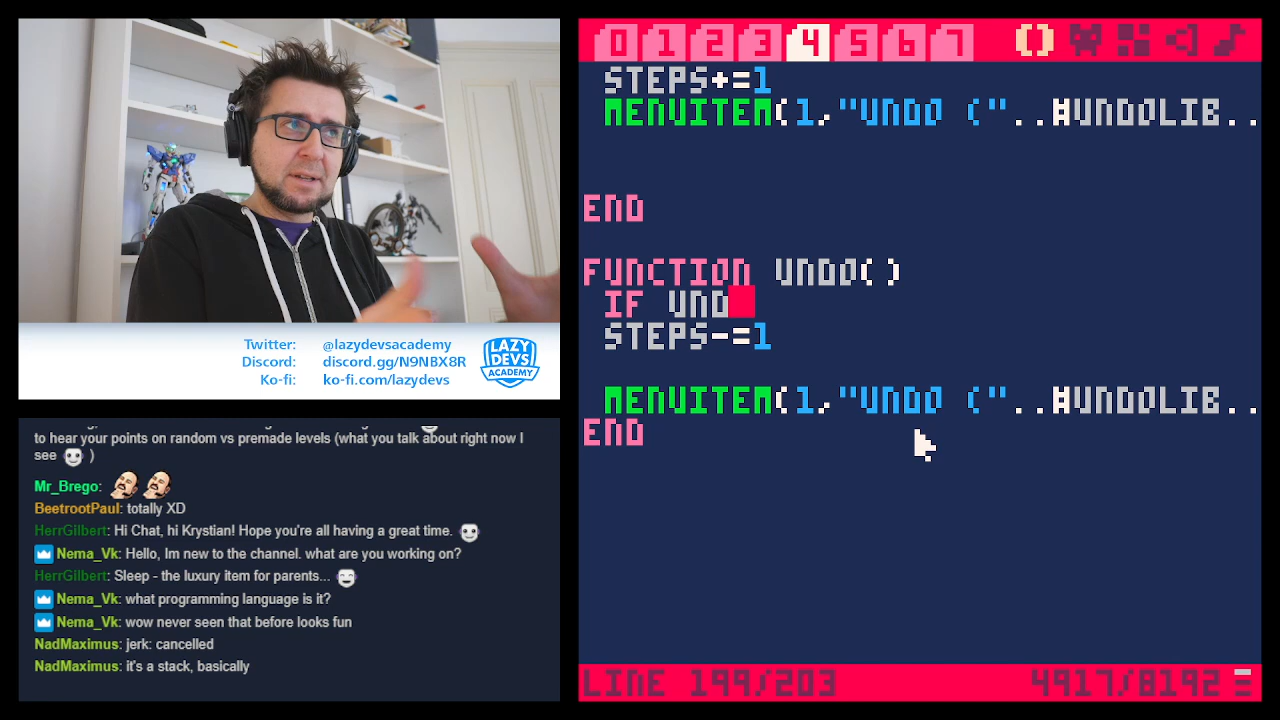 Twitter: @lazydevsacademy
Discord: discord.gg/N9NBX8R
Ko-fi: ko-fi.com/lazydevs
LAZY DEVS ACADEMY
to hear your points on random vs premade levels (what you talk about right now I
see )
Mr_Brego:
BeetrootPaul: totally XD
HerrGilbert: Hi Chat, hi Krystian! Hope you're all having a great time.
Nema_Vk: Hello, Im new to the channel. what are you working on?
HerrGilbert: Sleep - the luxury item for parents...
Nema_Vk: what programming language is it?
Nema_Vk: wow never seen that before looks fun
NadMaximus: jerk: cancelled
NadMaximus: it's a stack, basically
0 1 2 3 4 5 6 7 ()
STEPS+=1
MENUITEM(1,"UNDO ("..#UNDOLIB..
END
FUNCTION UNDO()
IF UNO
STEPS-=1
MENUITEM(1,"UNDO ("..#UNDOLIB..
END
LINE 199/203 4917/8192